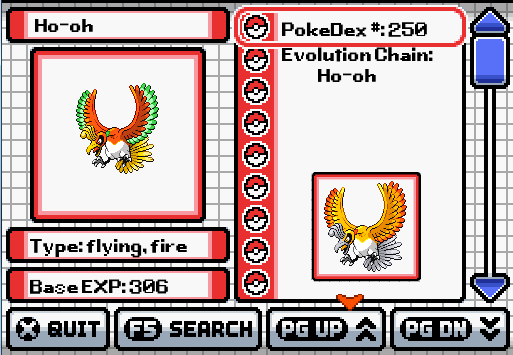 Ho-oh
PokeDex #:250
Evolution Chain:
Ho-oh
Type:flying,fire
Base EXP:306
X QUIT
F5 SEARCH
PG UP
PG DN